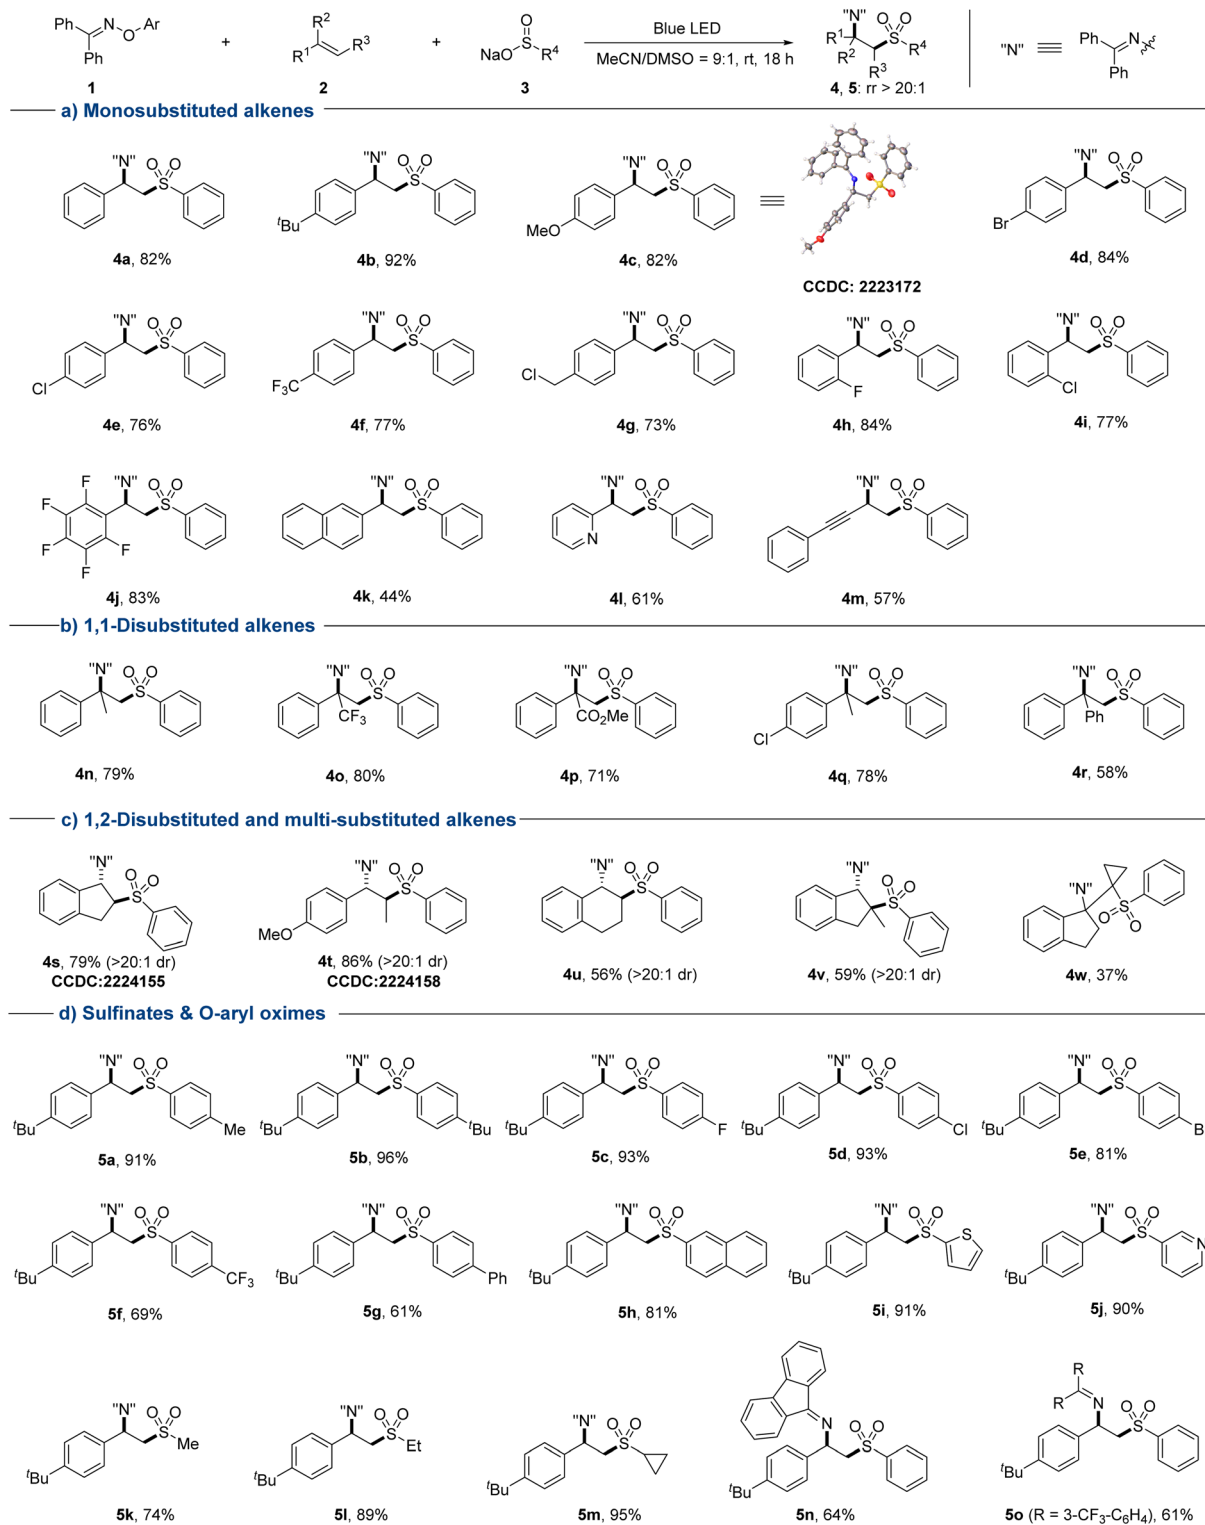 Ph N O Ar Ph
1
+
R1 R2 R3
2
+
NaO S O R4
3
Blue LED
MeCN/DMSO = 9:1, rt, 18 h
"N" O O R1 S R4 R2 R3
4, 5: rr > 20:1
"N" Ph N Ph
a) Monosubstituted alkenes
"N" O O S
4a, 82%
"N" O O S tBu
4b, 92%
"N" O O S MeO
4c, 82%
CCDC: 2223172
"N" O O S Br
4d, 84%
"N" O O S Cl
4e, 76%
"N" O O S F3C
4f, 77%
"N" O O S Cl
4g, 73%
"N" O O S F
4h, 84%
"N" O O S Cl
4i, 77%
F "N" O O F S F F F
4j, 83%
"N" O O S
4k, 44%
"N" O O S N
4l, 61%
"N" O O S
4m, 57%
b) 1,1-Disubstituted alkenes
"N" O O S
4n, 79%
"N" O O S CF3
4o, 80%
"N" O O S CO2Me
4p, 71%
"N" O O S Cl
4q, 78%
"N" O O S Ph
4r, 58%
c) 1,2-Disubstituted and multi-substituted alkenes
"N" O O S
4s, 79% (>20:1 dr)
CCDC:2224155
"N" O O S MeO
4t, 86% (>20:1 dr)
CCDC:2224158
"N" O O S
4u, 56% (>20:1 dr)
"N" O O S
4v, 59% (>20:1 dr)
"N" O S O
4w, 37%
d) Sulfinates & O-aryl oximes
"N" O O S tBu Me
5a, 91%
"N" O O S tBu tBu
5b, 96%
"N" O O S tBu F
5c, 93%
"N" O O S tBu Cl
5d, 93%
"N" O O S tBu B
5e, 81%
"N" O O S tBu CF3
5f, 69%
"N" O O S tBu Ph
5g, 61%
"N" O O S tBu
5h, 81%
"N" O O S S tBu
5i, 91%
"N" O O S N tBu
5j, 90%
"N" O O S Me tBu
5k, 74%
"N" O O S Et tBu
5l, 89%
"N" O O S tBu
5m, 95%
N O O S tBu
5n, 64%
R R N O O S tBu
5o (R = 3-CF3-C6H4), 61%